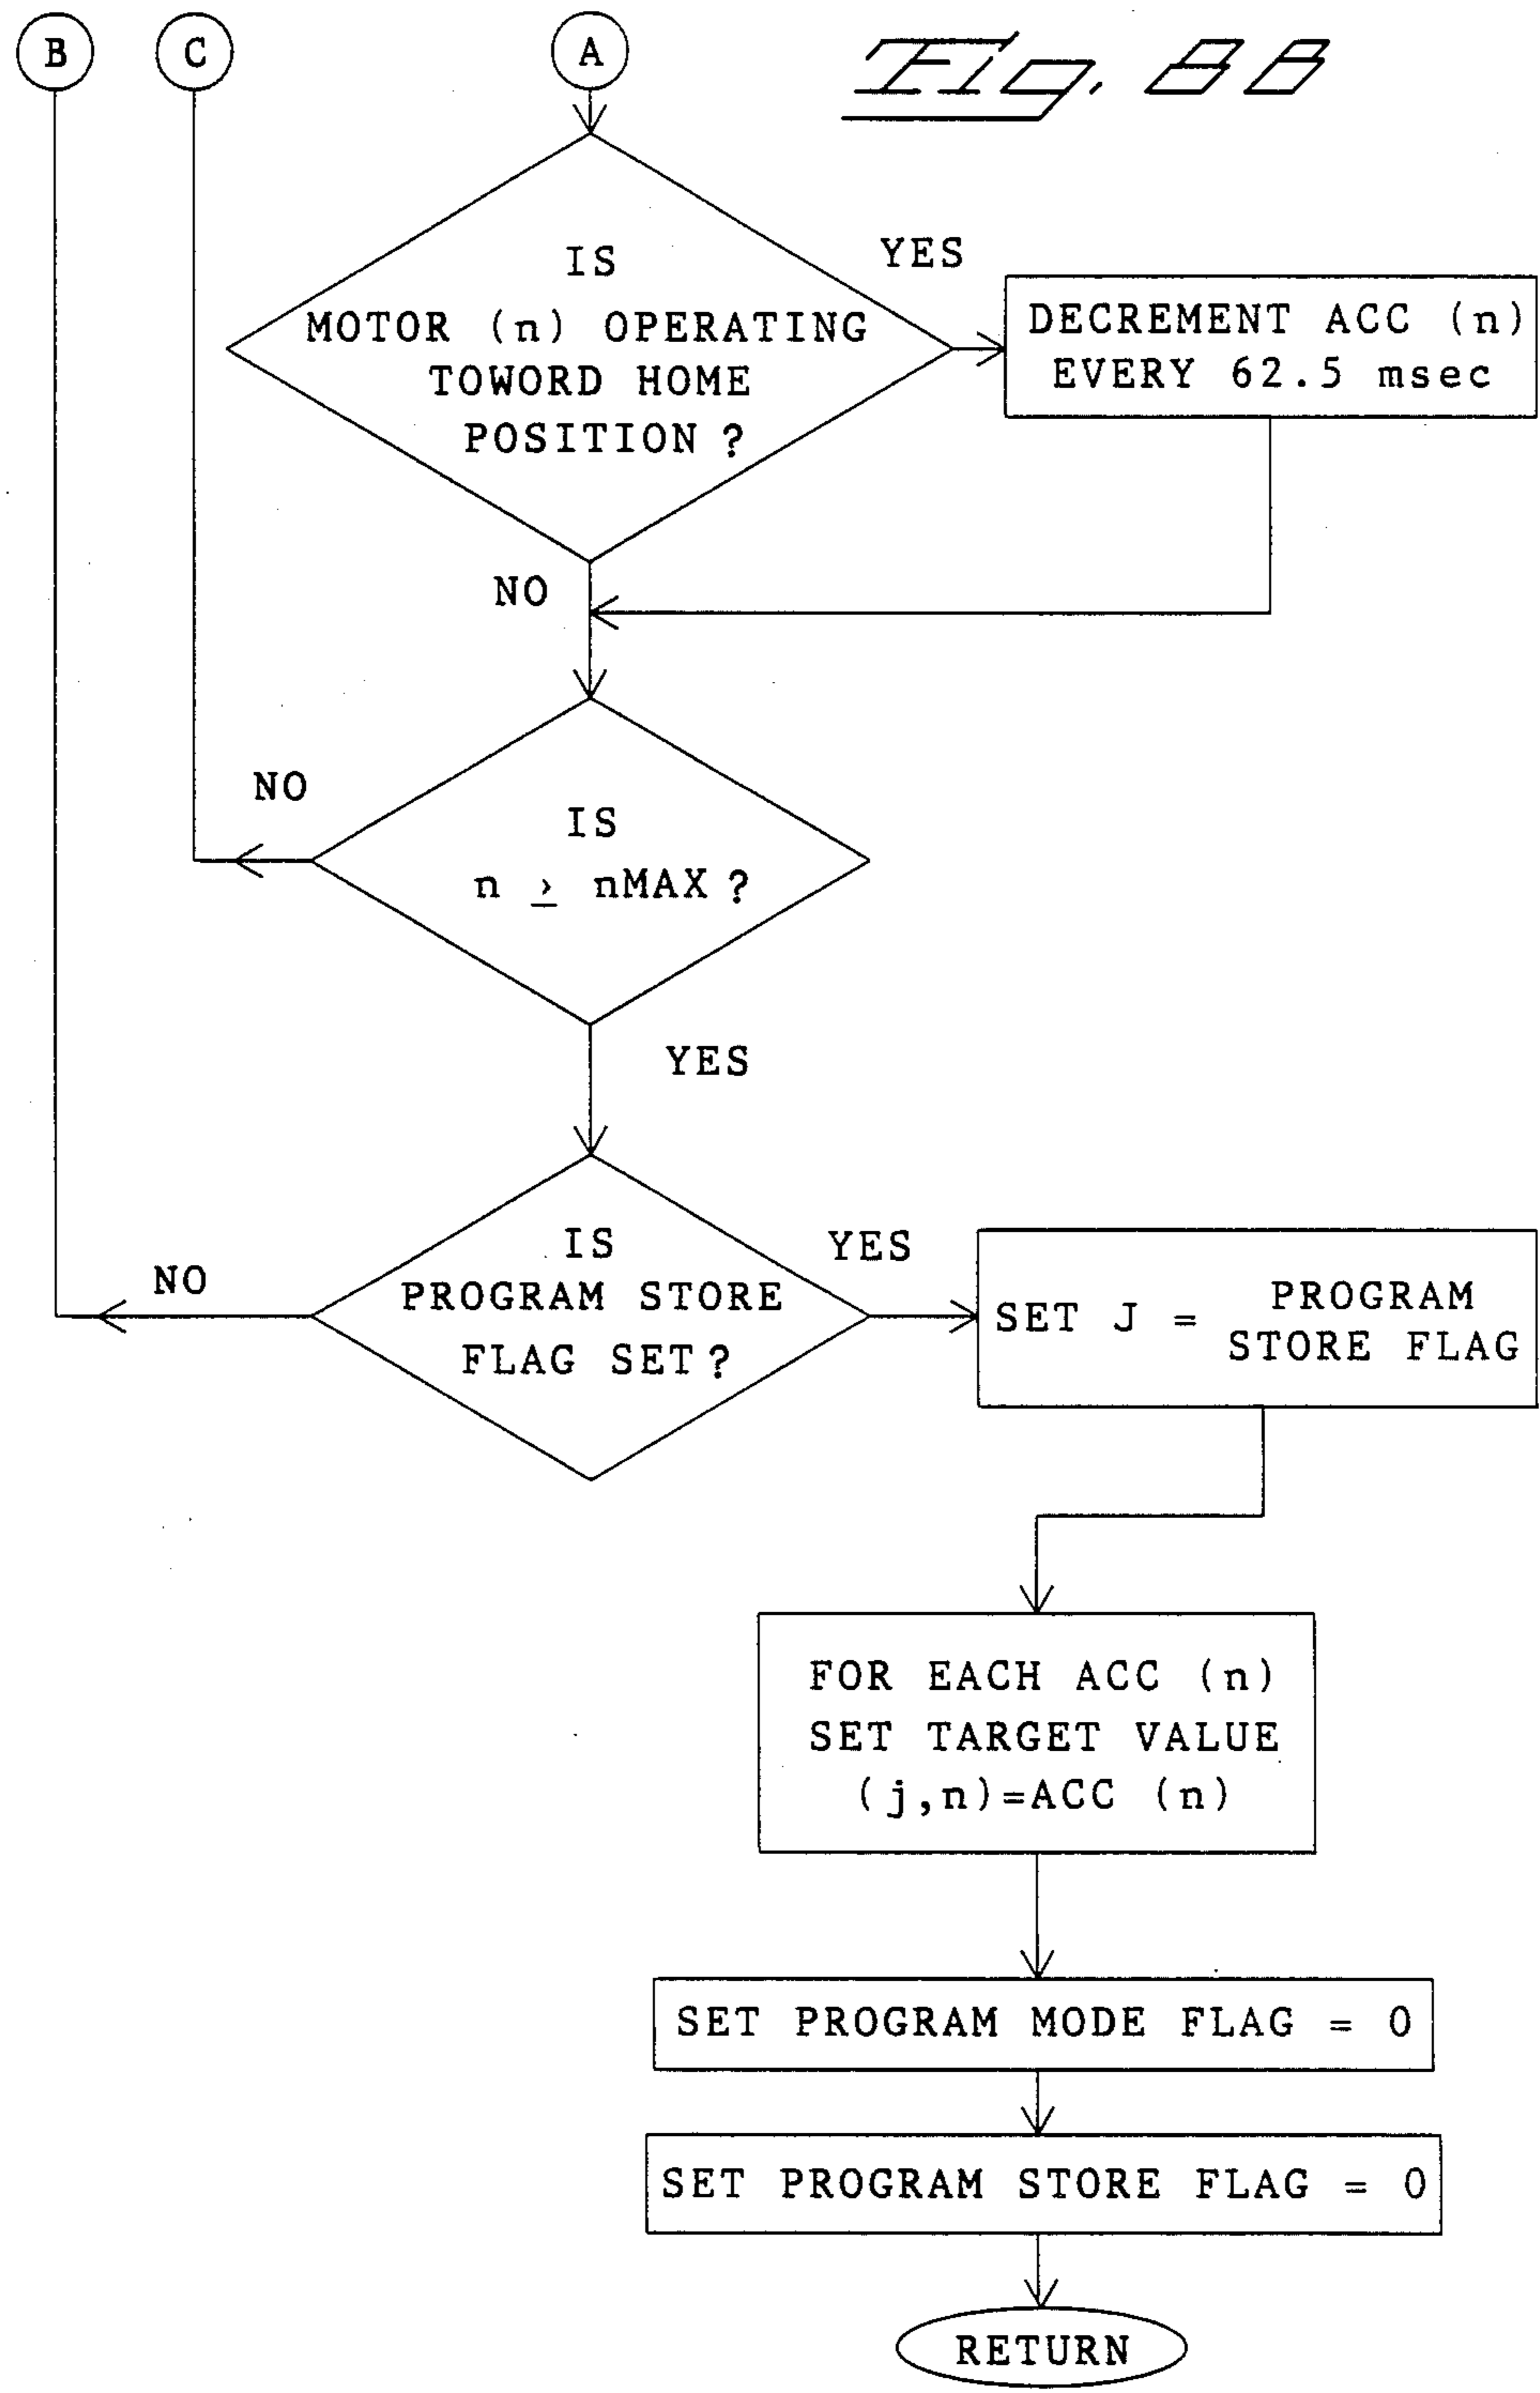 B
C
A
Fig. 8B
IS
MOTOR (n) OPERATING
TOWORD HOME
POSITION ?
YES
DECREMENT ACC (n)
EVERY 62.5 msec
NO
IS
n ≥ nMAX ?
NO
YES
IS
PROGRAM STORE
FLAG SET ?
NO
YES
SET J = PROGRAM
STORE FLAG
FOR EACH ACC (n)
SET TARGET VALUE
(j,n)=ACC (n)
SET PROGRAM MODE FLAG = 0
SET PROGRAM STORE FLAG = 0
RETURN